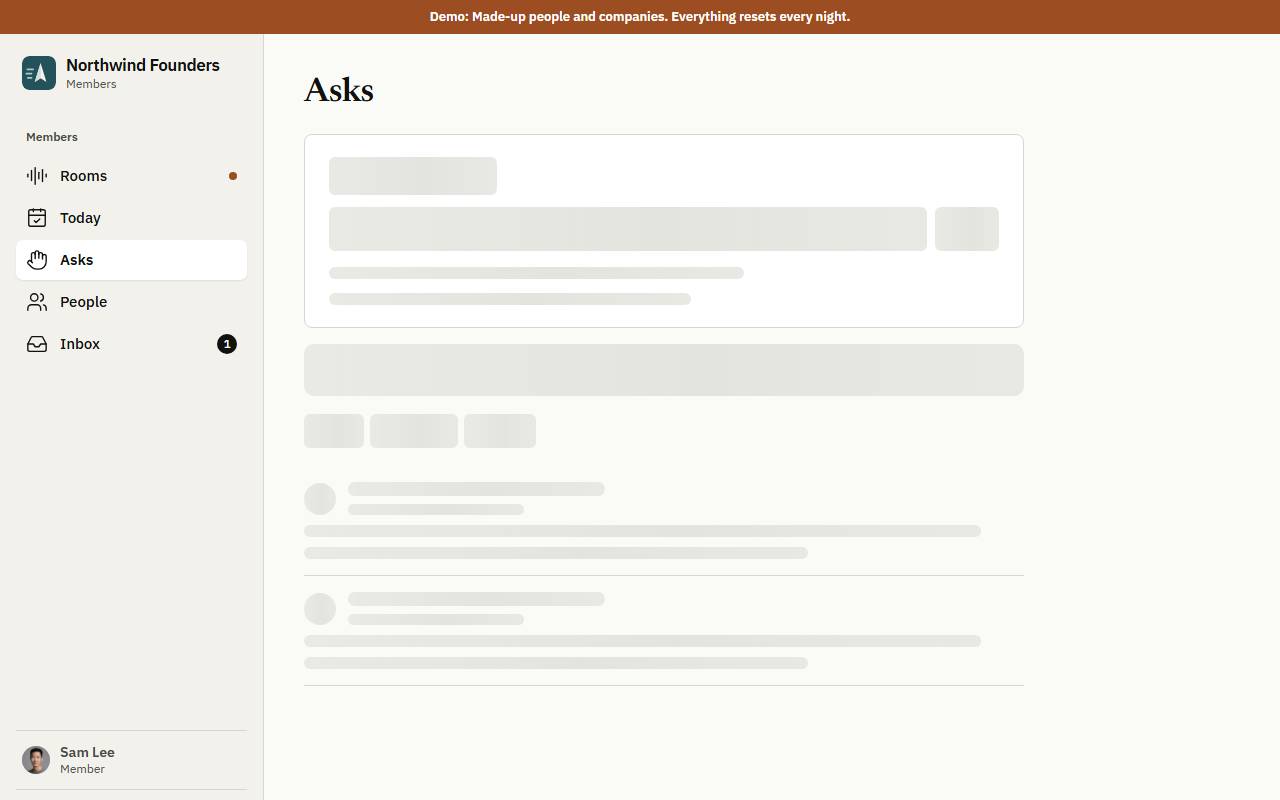 Demo: Made-up people and companies. Everything resets every night.
Northwind Founders
Members
Members
Rooms
Today
Asks
People
Inbox
1
Sam Lee
Member
Asks